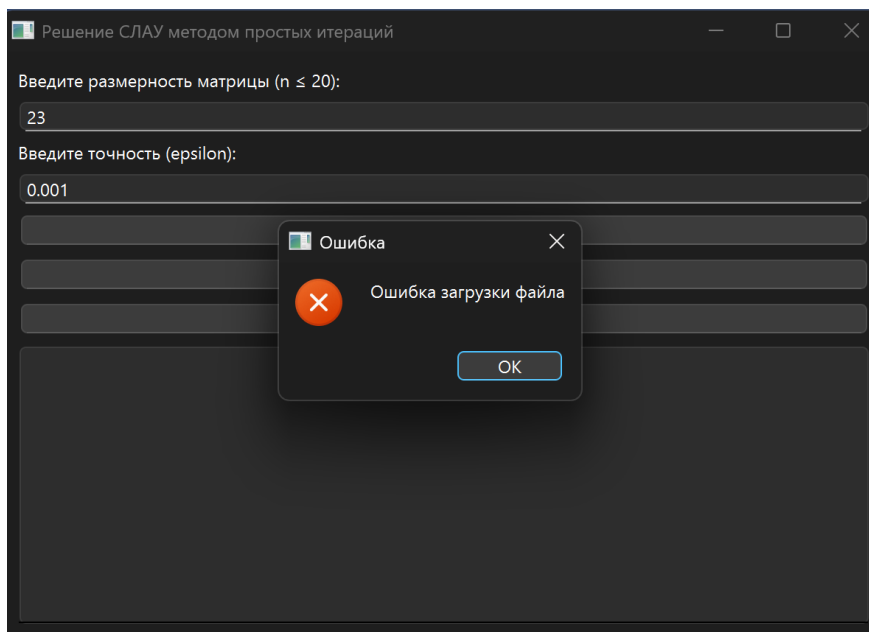 Решение СЛАУ методом простых итераций
Введите размерность матрицы (n ≤ 20):
23
Введите точность (epsilon):
0.001
Ошибка
Ошибка загрузки файла
OK